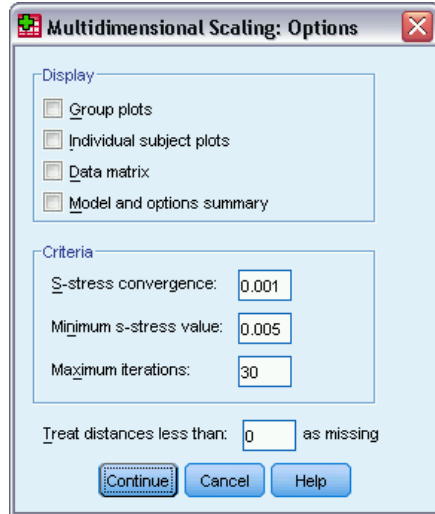 Multidimensional Scaling: Options
Display
Group plots
Individual subject plots
Data matrix
Model and options summary
Criteria
S-stress convergence: 0.001
Minimum s-stress value: 0.005
Maximum iterations: 30
Treat distances less than: 0 as missing
Continue Cancel Help